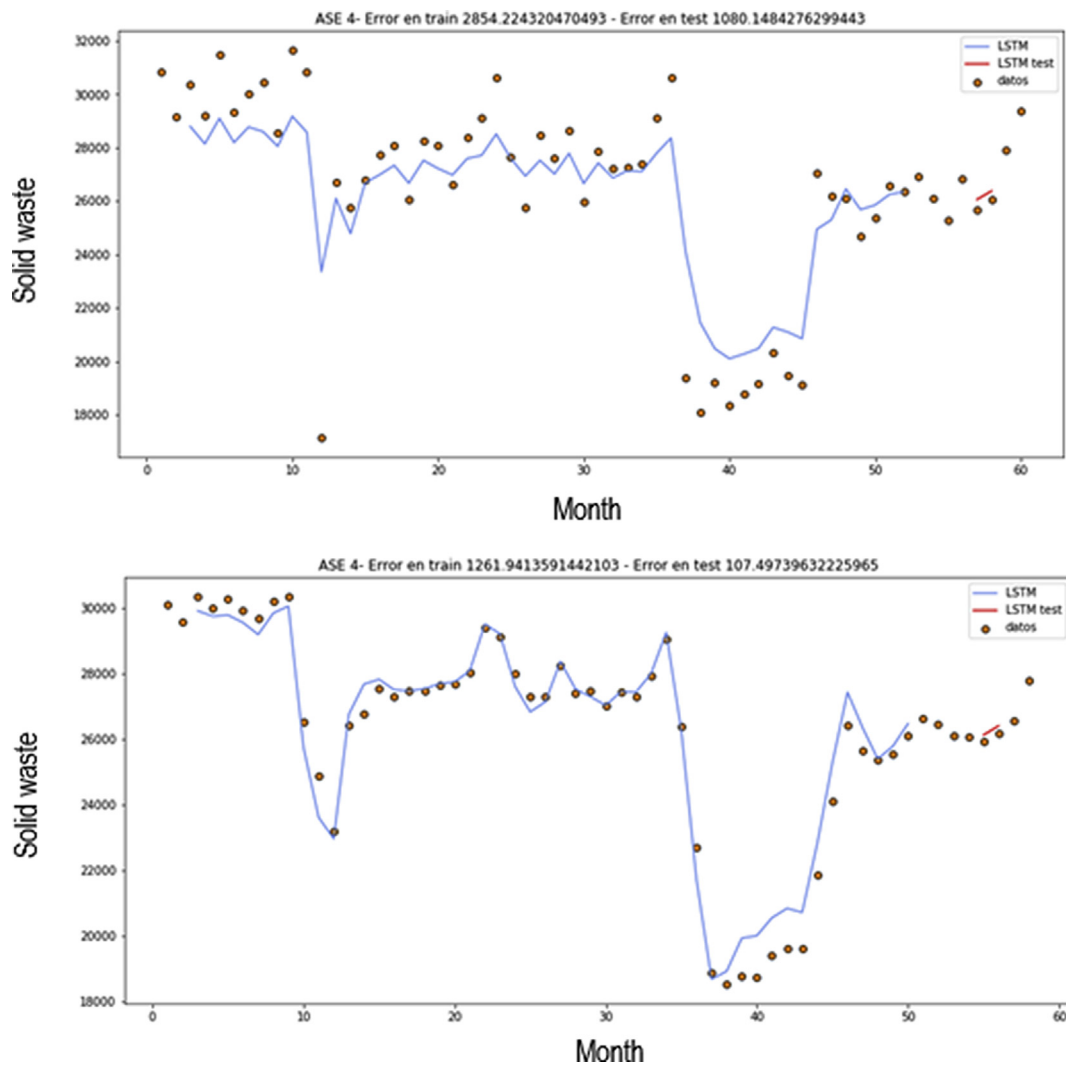 ASE 4- Error en train 2854.224320470493 - Error en test 1080.1484276299443
LSTM
LSTM test
datos
Solid waste
32000
30000
28000
26000
24000
22000
20000
18000
0 10 20 30 40 50 60
Month
ASE 4- Error en train 1261.9413591442103 - Error en test 107.49739632225965
LSTM
LSTM test
datos
Solid waste
30000
28000
26000
24000
22000
20000
18000
0 10 20 30 40 50 60
Month